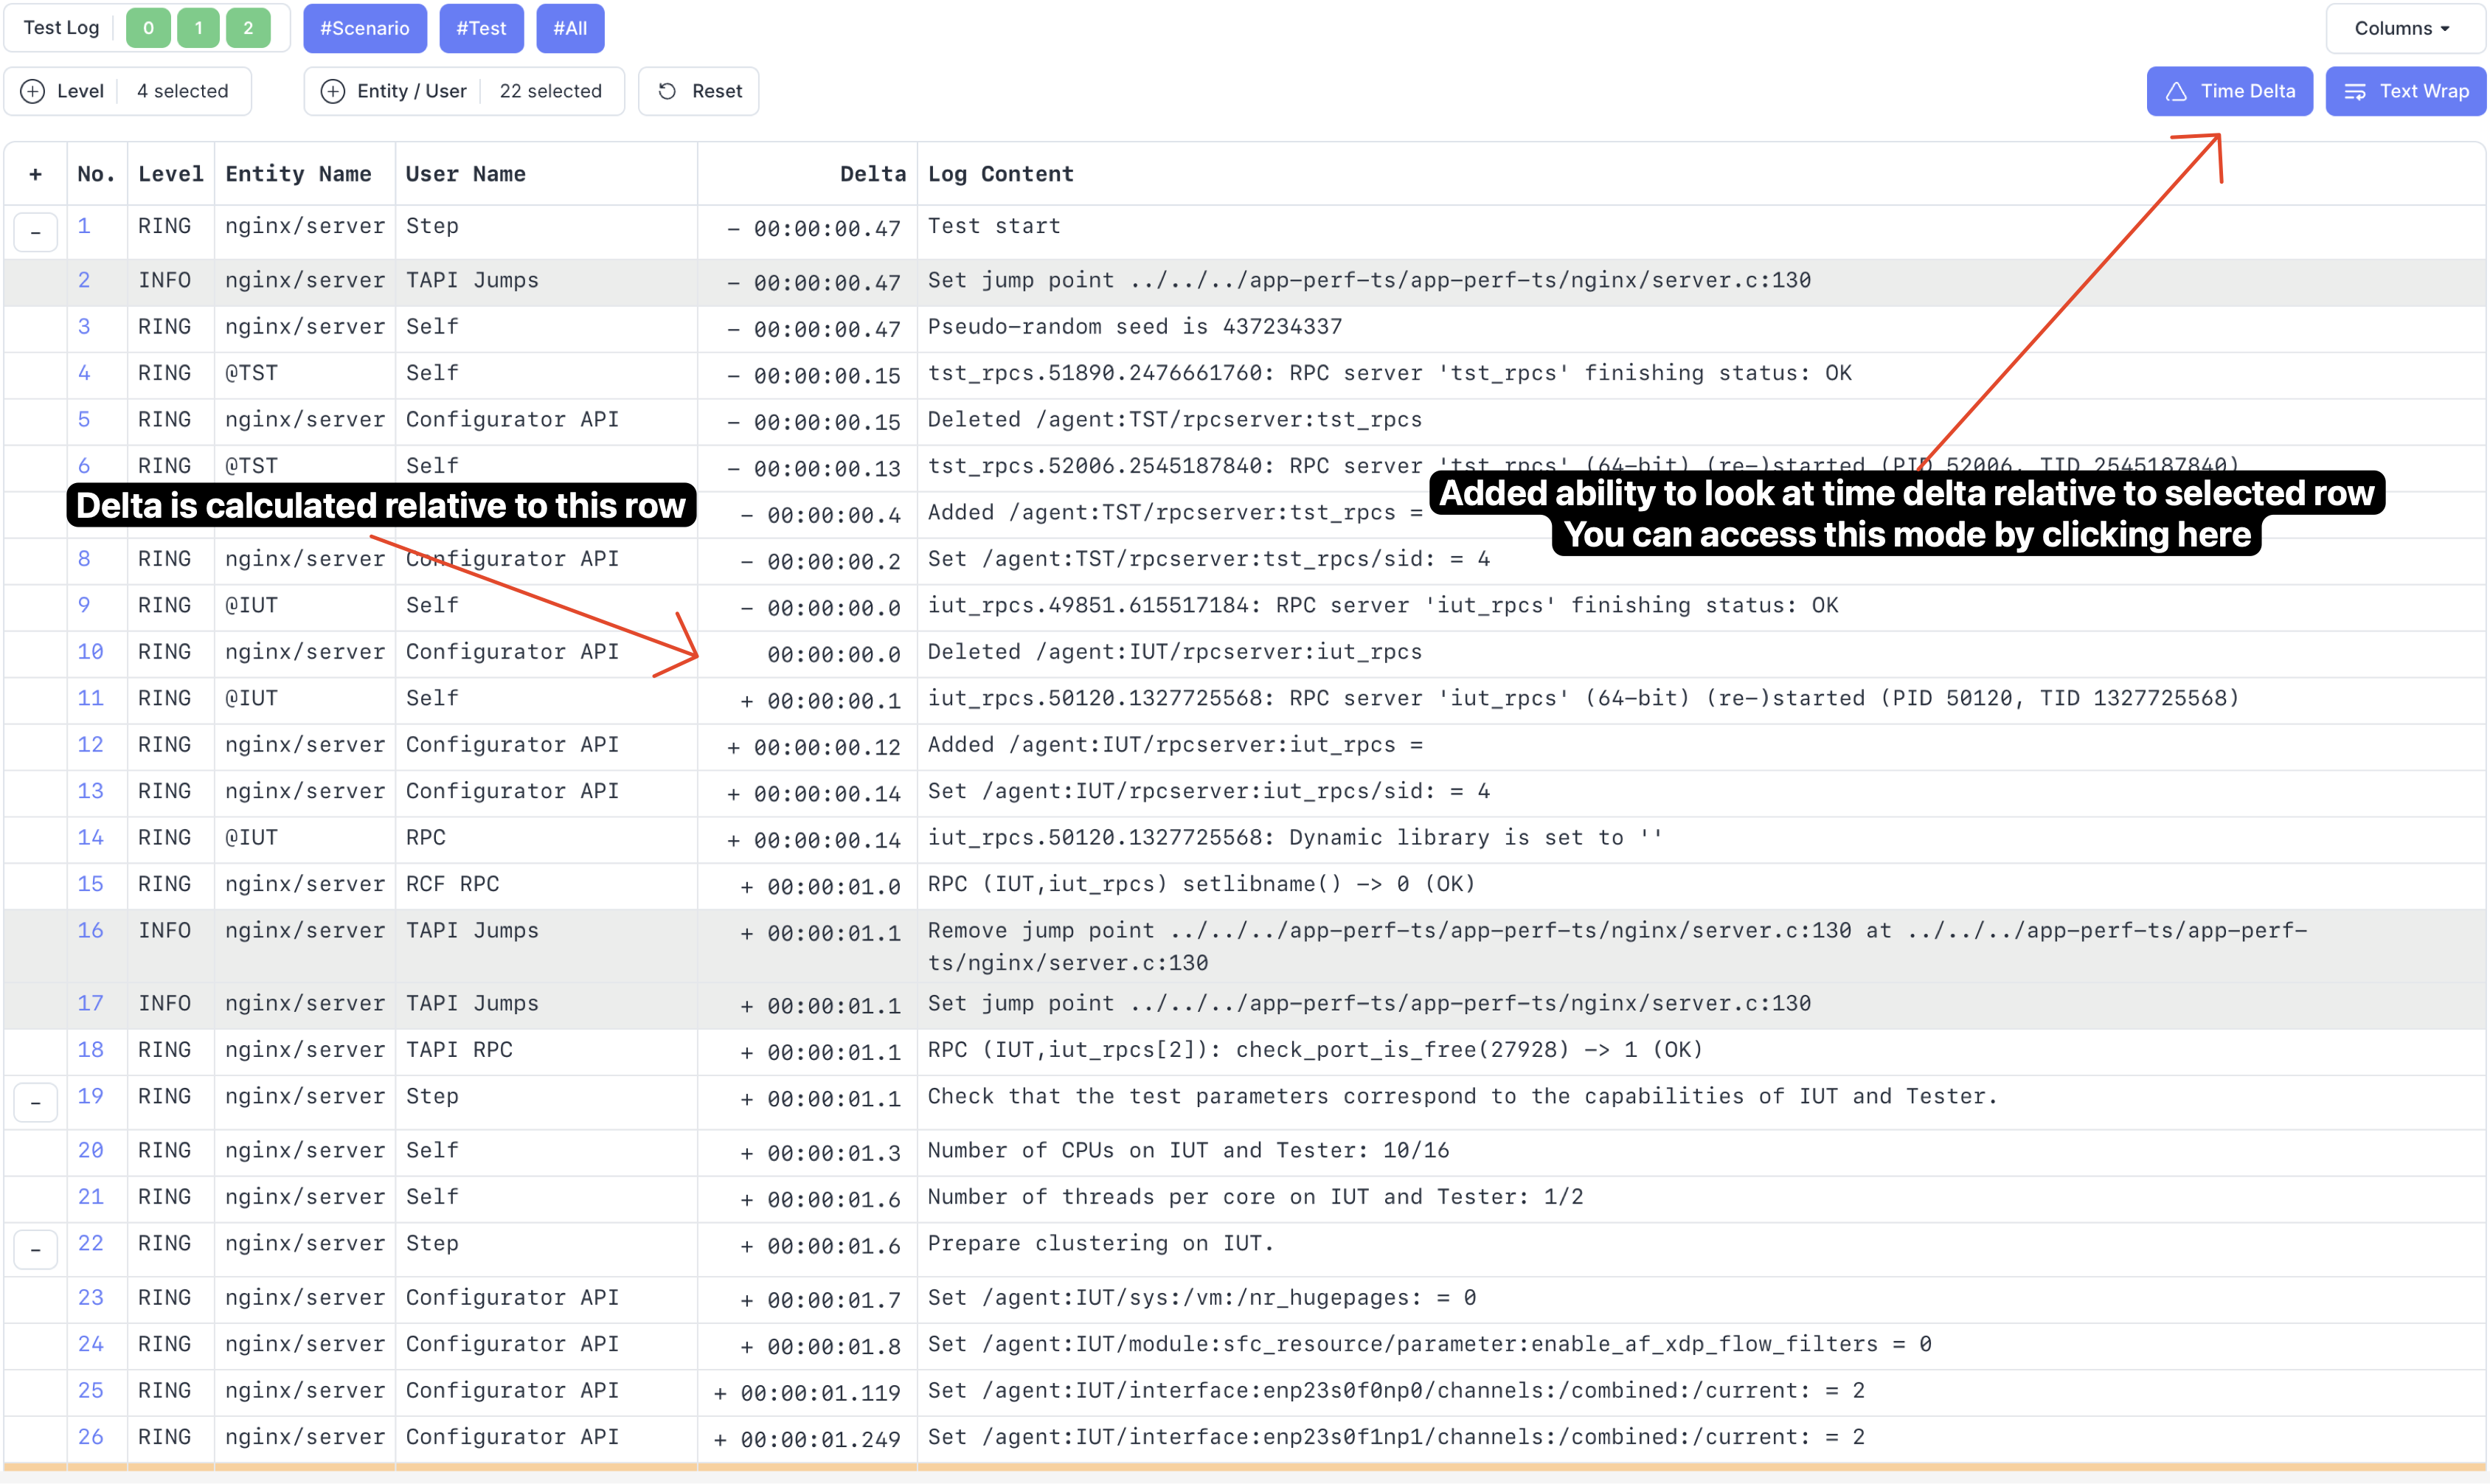 Test Log 0 1 2 #Scenario #Test #All Columns
Level 4 selected Entity / User 22 selected Reset Time Delta Text Wrap
+ No. Level Entity Name User Name Delta Log Content
− 1 RING nginx/server Step − 00:00:00.47 Test start
2 INFO nginx/server TAPI Jumps − 00:00:00.47 Set jump point ../../../app-perf-ts/app-perf-ts/nginx/server.c:130
3 RING nginx/server Self − 00:00:00.47 Pseudo-random seed is 437234337
4 RING @TST Self − 00:00:00.15 tst_rpcs.51890.2476661760: RPC server 'tst_rpcs' finishing status: OK
5 RING nginx/server Configurator API − 00:00:00.15 Deleted /agent:TST/rpcserver:tst_rpcs
6 RING @TST Self − 00:00:00.13 tst_rpcs.52006.2545187840: RPC server 'tst_rpcs' (64-bit) (re-)started (PID 52006, TID 2545187840)
Delta is calculated relative to this row
− 00:00:00.4 Added /agent:TST/rpcserver:tst_rpcs =
Added ability to look at time delta relative to selected row
You can access this mode by clicking here
8 RING nginx/server Configurator API − 00:00:00.2 Set /agent:TST/rpcserver:tst_rpcs/sid: = 4
9 RING @IUT Self − 00:00:00.0 iut_rpcs.49851.615517184: RPC server 'iut_rpcs' finishing status: OK
10 RING nginx/server Configurator API 00:00:00.0 Deleted /agent:IUT/rpcserver:iut_rpcs
11 RING @IUT Self + 00:00:00.1 iut_rpcs.50120.1327725568: RPC server 'iut_rpcs' (64-bit) (re-)started (PID 50120, TID 1327725568)
12 RING nginx/server Configurator API + 00:00:00.12 Added /agent:IUT/rpcserver:iut_rpcs =
13 RING nginx/server Configurator API + 00:00:00.14 Set /agent:IUT/rpcserver:iut_rpcs/sid: = 4
14 RING @IUT RPC + 00:00:00.14 iut_rpcs.50120.1327725568: Dynamic library is set to ''
15 RING nginx/server RCF RPC + 00:00:01.0 RPC (IUT,iut_rpcs) setlibname() -> 0 (OK)
16 INFO nginx/server TAPI Jumps + 00:00:01.1 Remove jump point ../../../app-perf-ts/app-perf-ts/nginx/server.c:130 at ../../../app-perf-ts/app-perf-
ts/nginx/server.c:130
17 INFO nginx/server TAPI Jumps + 00:00:01.1 Set jump point ../../../app-perf-ts/app-perf-ts/nginx/server.c:130
18 RING nginx/server TAPI RPC + 00:00:01.1 RPC (IUT,iut_rpcs[2]): check_port_is_free(27928) -> 1 (OK)
− 19 RING nginx/server Step + 00:00:01.1 Check that the test parameters correspond to the capabilities of IUT and Tester.
20 RING nginx/server Self + 00:00:01.3 Number of CPUs on IUT and Tester: 10/16
21 RING nginx/server Self + 00:00:01.6 Number of threads per core on IUT and Tester: 1/2
− 22 RING nginx/server Step + 00:00:01.6 Prepare clustering on IUT.
23 RING nginx/server Configurator API + 00:00:01.7 Set /agent:IUT/sys:/vm:/nr_hugepages: = 0
24 RING nginx/server Configurator API + 00:00:01.8 Set /agent:IUT/module:sfc_resource/parameter:enable_af_xdp_flow_filters = 0
25 RING nginx/server Configurator API + 00:00:01.119 Set /agent:IUT/interface:enp23s0f0np0/channels:/combined:/current: = 2
26 RING nginx/server Configurator API + 00:00:01.249 Set /agent:IUT/interface:enp23s0f1np1/channels:/combined:/current: = 2